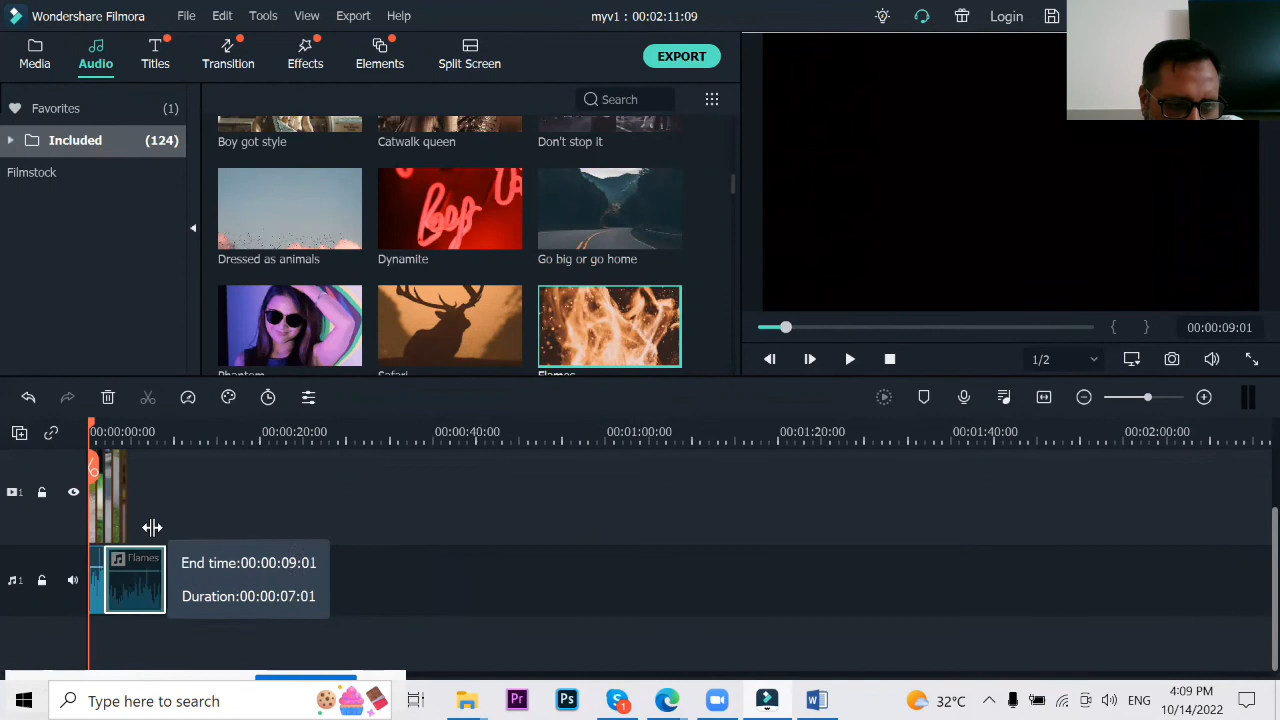 Wondershare Filmora File Edit Tools View Export Help myv1 : 00:02:11:09 Login
Media Audio Titles Transition Effects Elements Split Screen EXPORT
Favorites (1) Search
Included (124)
Filmstock
Boy got style Catwalk queen Don't stop it
Dressed as animals Dynamite Go big or go home
Phantom Safari Flames
00:00:09:01
1/2
00:00:00:00 00:00:20:00 00:00:40:00 00:01:00:00 00:01:20:00 00:01:40:00 00:02:00:00
1
Flames
End time:00:00:09:01
1
Duration:00:00:07:01
Type here to search Pr Ps 1 32°C ENG 4:09 PM
10/14/2022